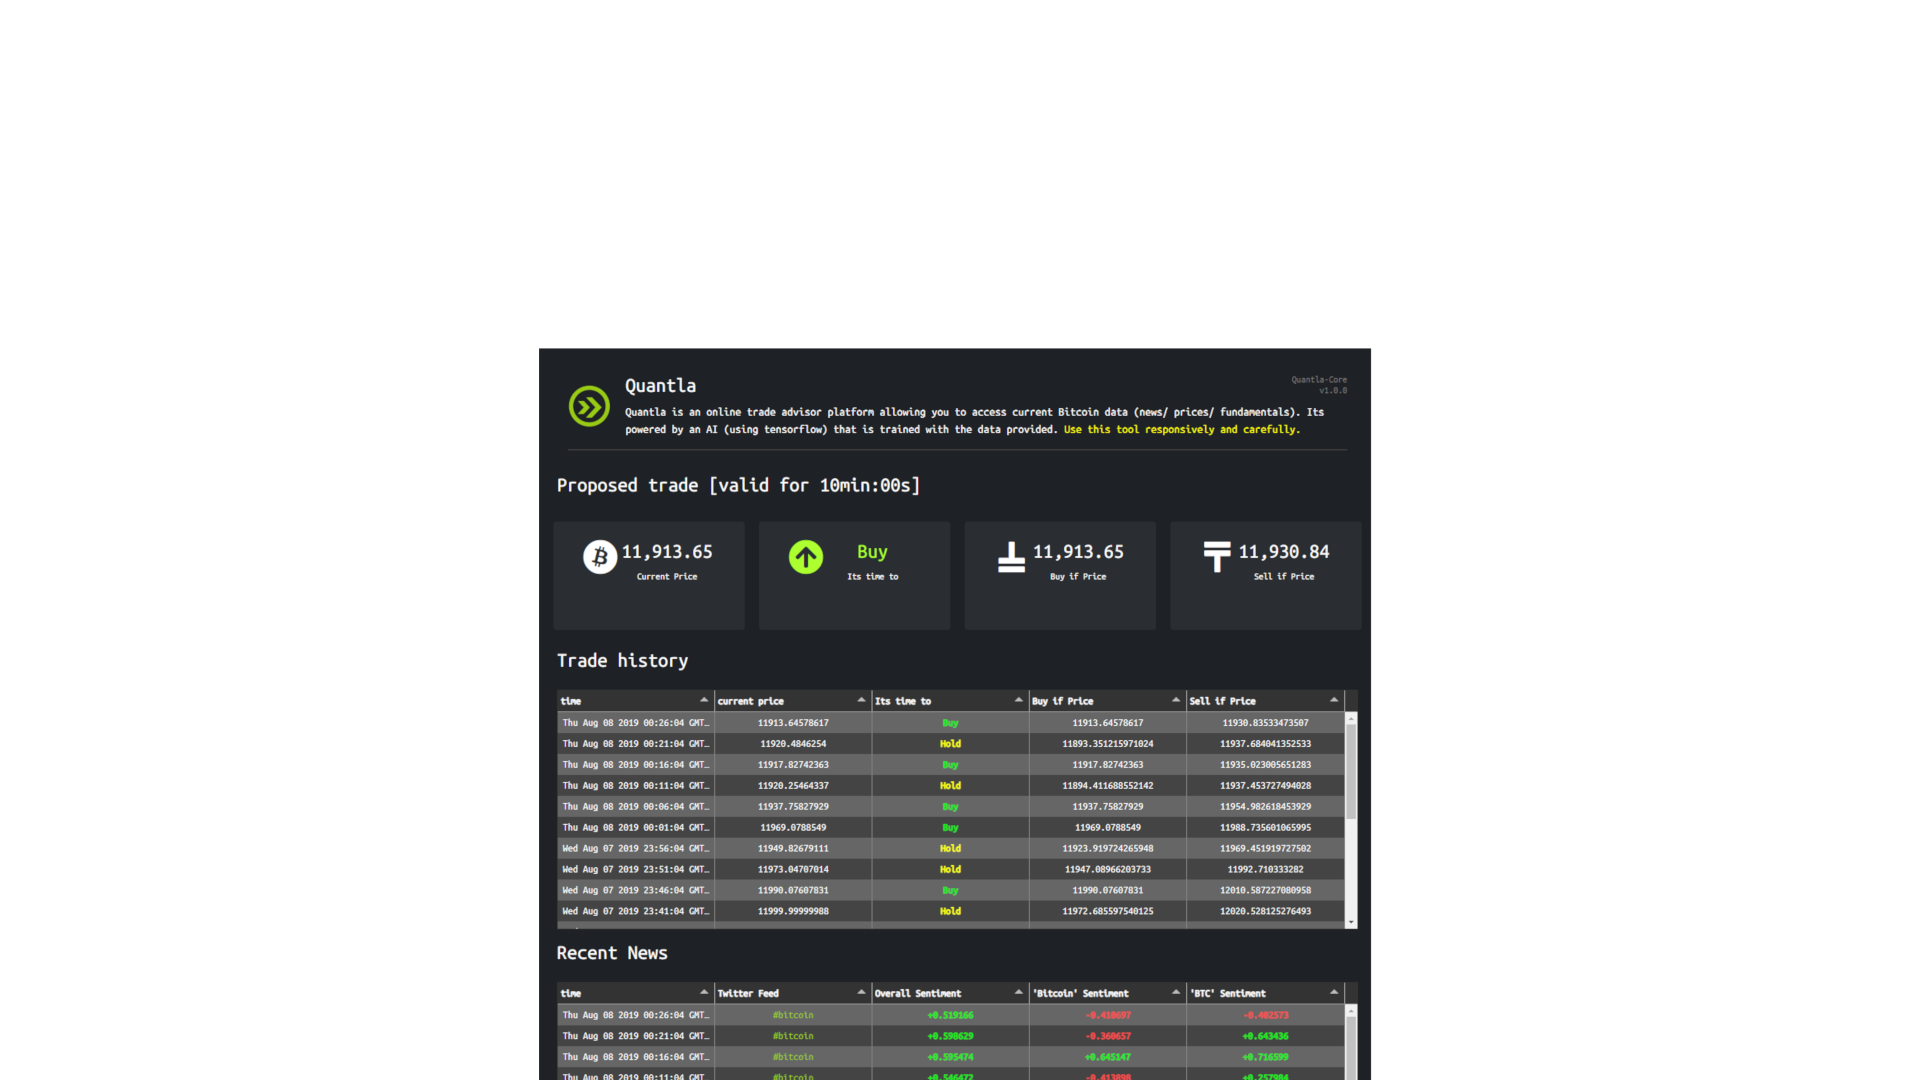 Quantla
Quantla-Core
v1.0.0
Quantla is an online trade advisor platform allowing you to access current Bitcoin data (news/ prices/ fundamentals). Its
powered by an AI (using tensorflow) that is trained with the data provided. Use this tool responsively and carefully.
Proposed trade [valid for 10min:00s]
11,913.65
Current Price
Buy
Its time to
11,913.65
Buy if Price
11,930.84
Sell if Price
Trade history
time current price Its time to Buy if Price Sell if Price
Thu Aug 08 2019 00:26:04 GMT… 11913.64578617 Buy 11913.64578617 11930.83533473507
Thu Aug 08 2019 00:21:04 GMT… 11920.4846254 Hold 11893.351215971024 11937.684041352533
Thu Aug 08 2019 00:16:04 GMT… 11917.82742363 Buy 11917.82742363 11935.023005651283
Thu Aug 08 2019 00:11:04 GMT… 11920.25464337 Hold 11894.411688552142 11937.453727494028
Thu Aug 08 2019 00:06:04 GMT… 11937.75827929 Buy 11937.75827929 11954.982618453929
Thu Aug 08 2019 00:01:04 GMT… 11969.0788549 Buy 11969.0788549 11988.735601065995
Wed Aug 07 2019 23:56:04 GMT… 11949.82679111 Hold 11923.919724265948 11969.451919727502
Wed Aug 07 2019 23:51:04 GMT… 11973.04707014 Hold 11947.08966203733 11992.710333282
Wed Aug 07 2019 23:46:04 GMT… 11990.07607831 Buy 11990.07607831 12010.587227080958
Wed Aug 07 2019 23:41:04 GMT… 11999.99999988 Hold 11972.685597540125 12020.528125276493
Recent News
time Twitter Feed Overall Sentiment 'Bitcoin' Sentiment 'BTC' Sentiment
Thu Aug 08 2019 00:26:04 GMT… #bitcoin +0.519166 -0.410697 -0.402573
Thu Aug 08 2019 00:21:04 GMT… #bitcoin +0.598629 -0.360657 +0.643436
Thu Aug 08 2019 00:16:04 GMT… #bitcoin +0.595474 +0.645147 +0.716599
Thu Aug 08 2019 00:11:04 GMT… #bitcoin +0.546472 -0.413898 +0.257984